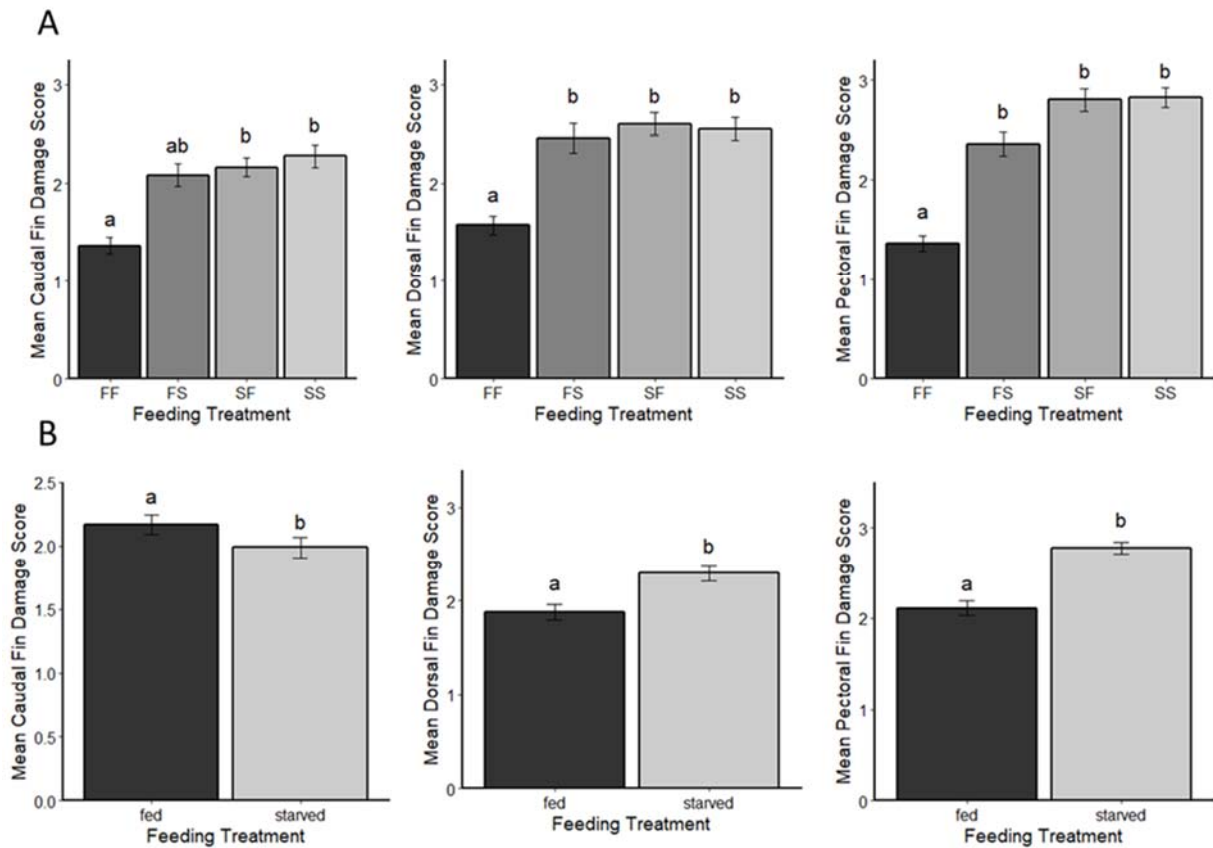 A
Mean Caudal Fin Damage Score
3
2
1
0
a
ab
b
b
FF
FS
SF
SS
Feeding Treatment
Mean Dorsal Fin Damage Score
3
2
1
0
a
b
b
b
FF
FS
SF
SS
Feeding Treatment
Mean Pectoral Fin Damage Score
3
2
1
0
a
b
b
b
FF
FS
SF
SS
Feeding Treatment
B
Mean Caudal Fin Damage Score
2.5
2.0
1.5
1.0
0.5
0.0
a
b
fed
starved
Feeding Treatment
Mean Dorsal Fin Damage Score
3
2
1
0
a
b
fed
starved
Feeding Treatment
Mean Pectoral Fin Damage Score
3
2
1
0
a
b
fed
starved
Feeding Treatment